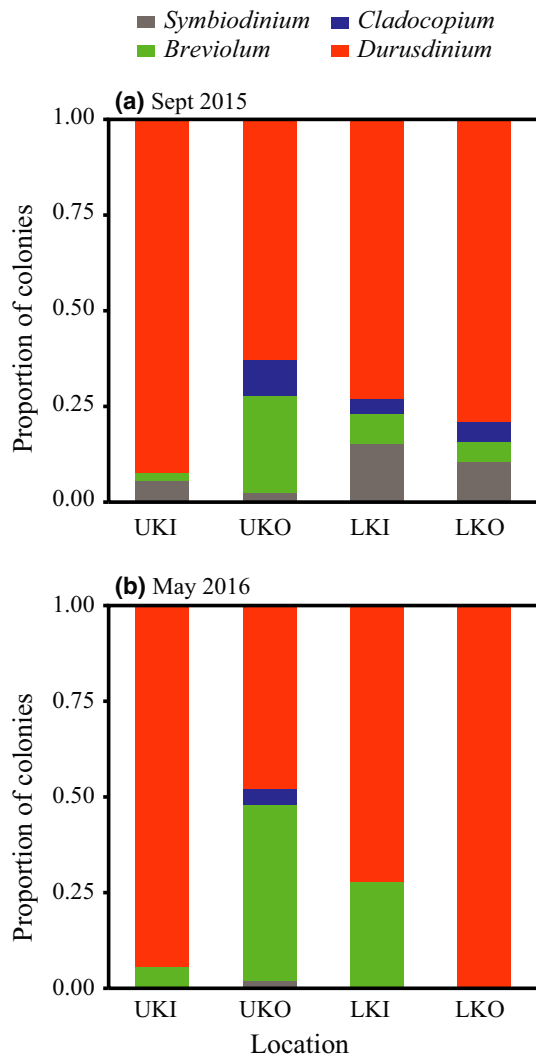 Symbiodinium Cladocopium
Breviolum Durusdinium
(a) Sept 2015
1.00
0.75
0.50
0.25
0.00
Proportion of colonies
UKI UKO LKI LKO
(b) May 2016
1.00
0.75
0.50
0.25
0.00
Proportion of colonies
UKI UKO LKI LKO
Location